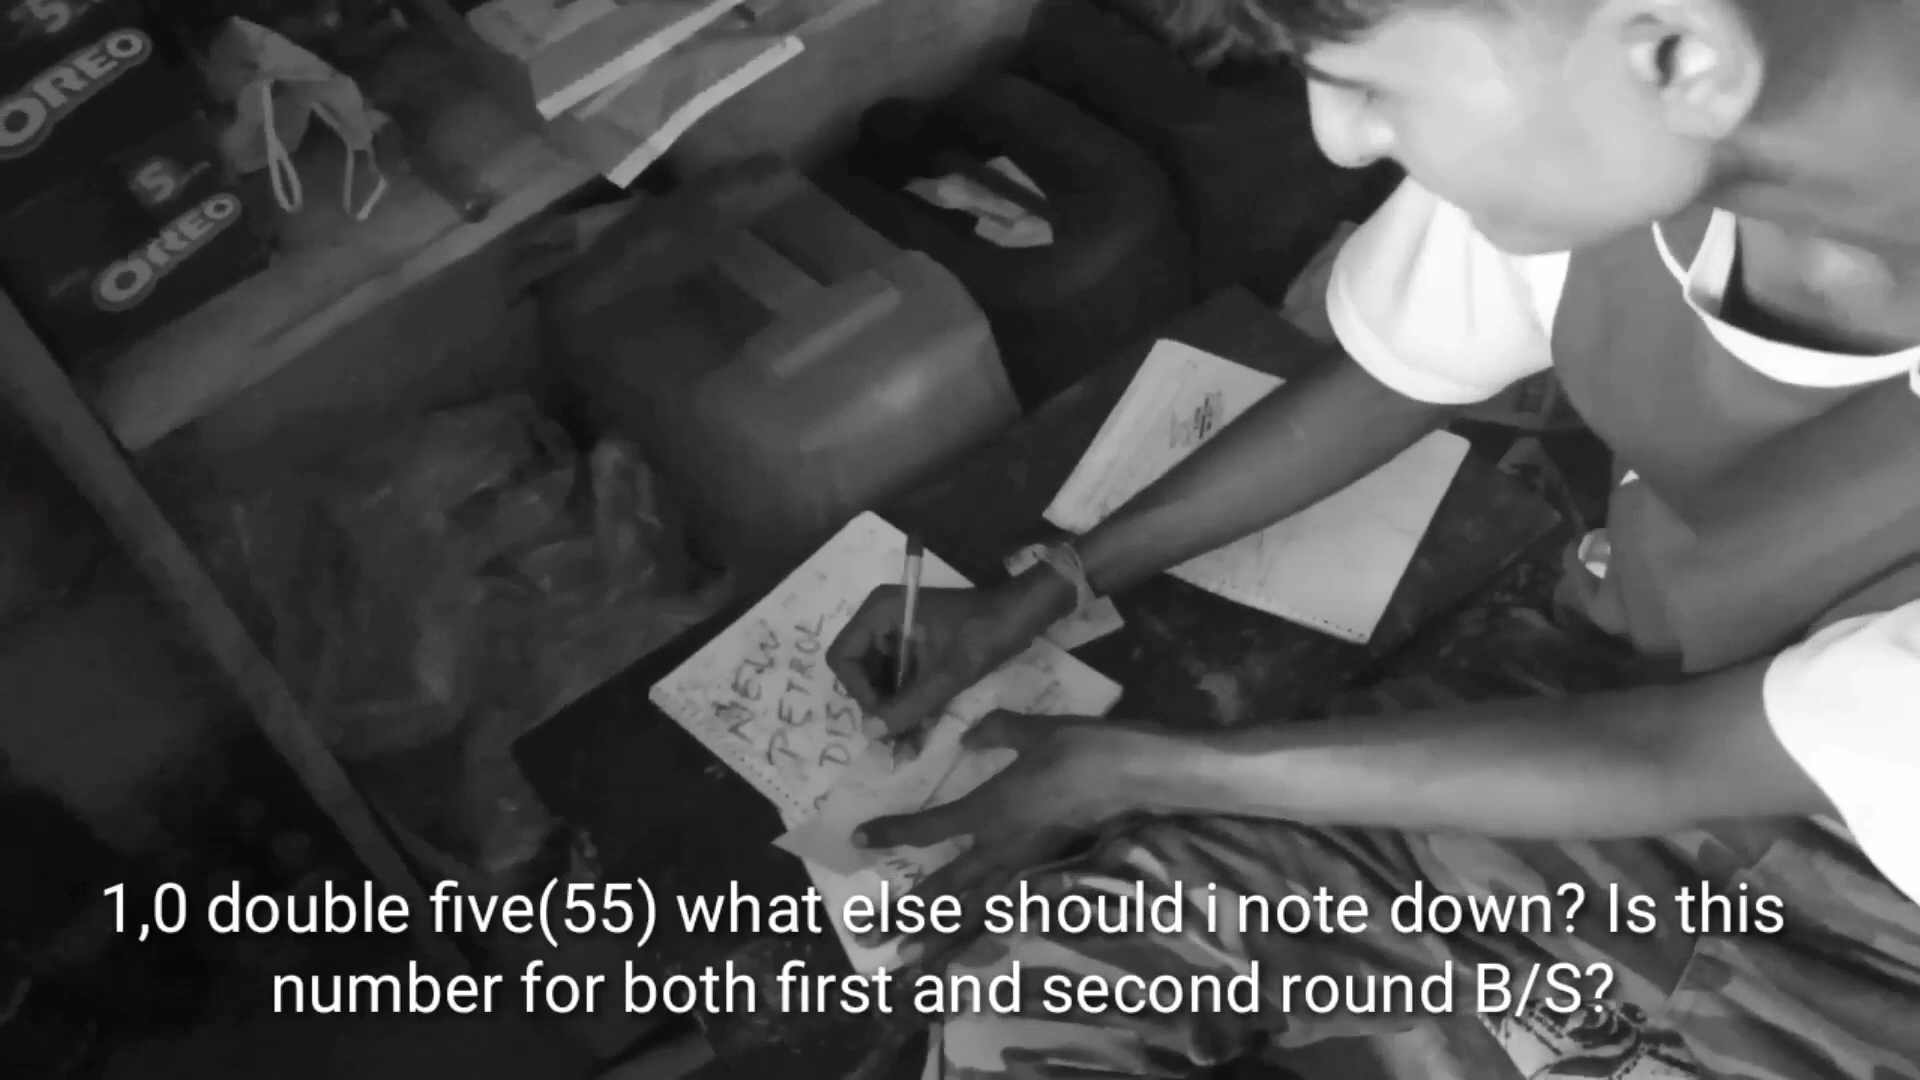 5
OREO
5
OREO
NEW
PETROL
1,0 double five(55) what else should i note down? Is this
number for both first and second round B/S?